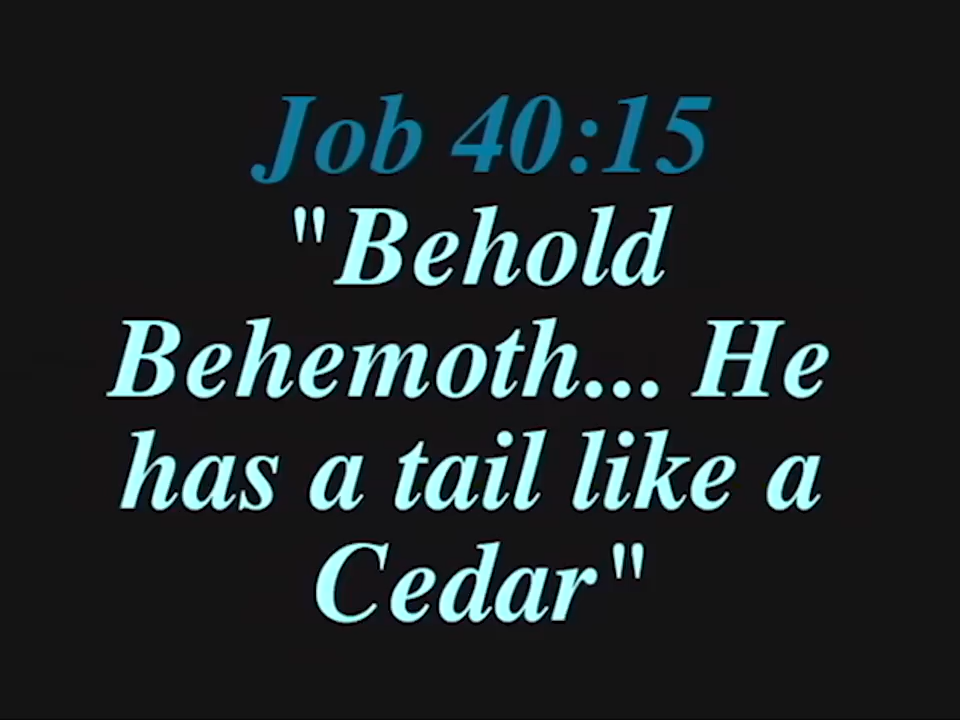 Job 40:15
"Behold
Behemoth... He
has a tail like a
Cedar"